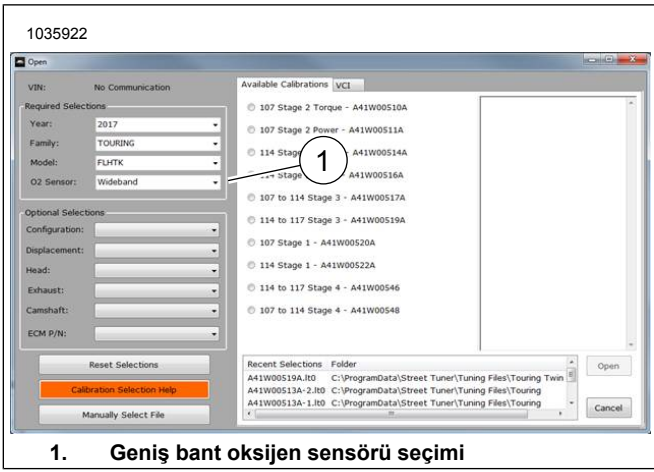 1035922
Open
VIN: No Communication
Required Selections
Year: 2017
Family: TOURING
Model: FLHTK
O2 Sensor: Wideband
Optional Selections
Configuration:
Displacement:
Head:
Exhaust:
Camshaft:
ECM P/N:
Reset Selections
Calibration Selection Help
Manually Select File
Available Calibrations VCI
107 Stage 2 Torque - A41W00510A
107 Stage 2 Power - A41W00511A
114 Stage - A41W00514A
114 Stage A41W00516A
107 to 114 Stage 3 - A41W00517A
114 to 117 Stage 3 - A41W00519A
107 Stage 1 - A41W00520A
114 Stage 1 - A41W00522A
114 to 117 Stage 4 - A41W00546
107 to 114 Stage 4 - A41W00548
1
Recent Selections Folder
A41W00519A.lt0 C:\ProgramData\Street Tuner\Tuning Files\Touring Twin
A41W00513A-2.lt0 C:\ProgramData\Street Tuner\Tuning Files\Touring
A41W00513A-1.lt0 C:\ProgramData\Street Tuner\Tuning Files\Touring
Open
Cancel
1. Geniş bant oksijen sensörü seçimi